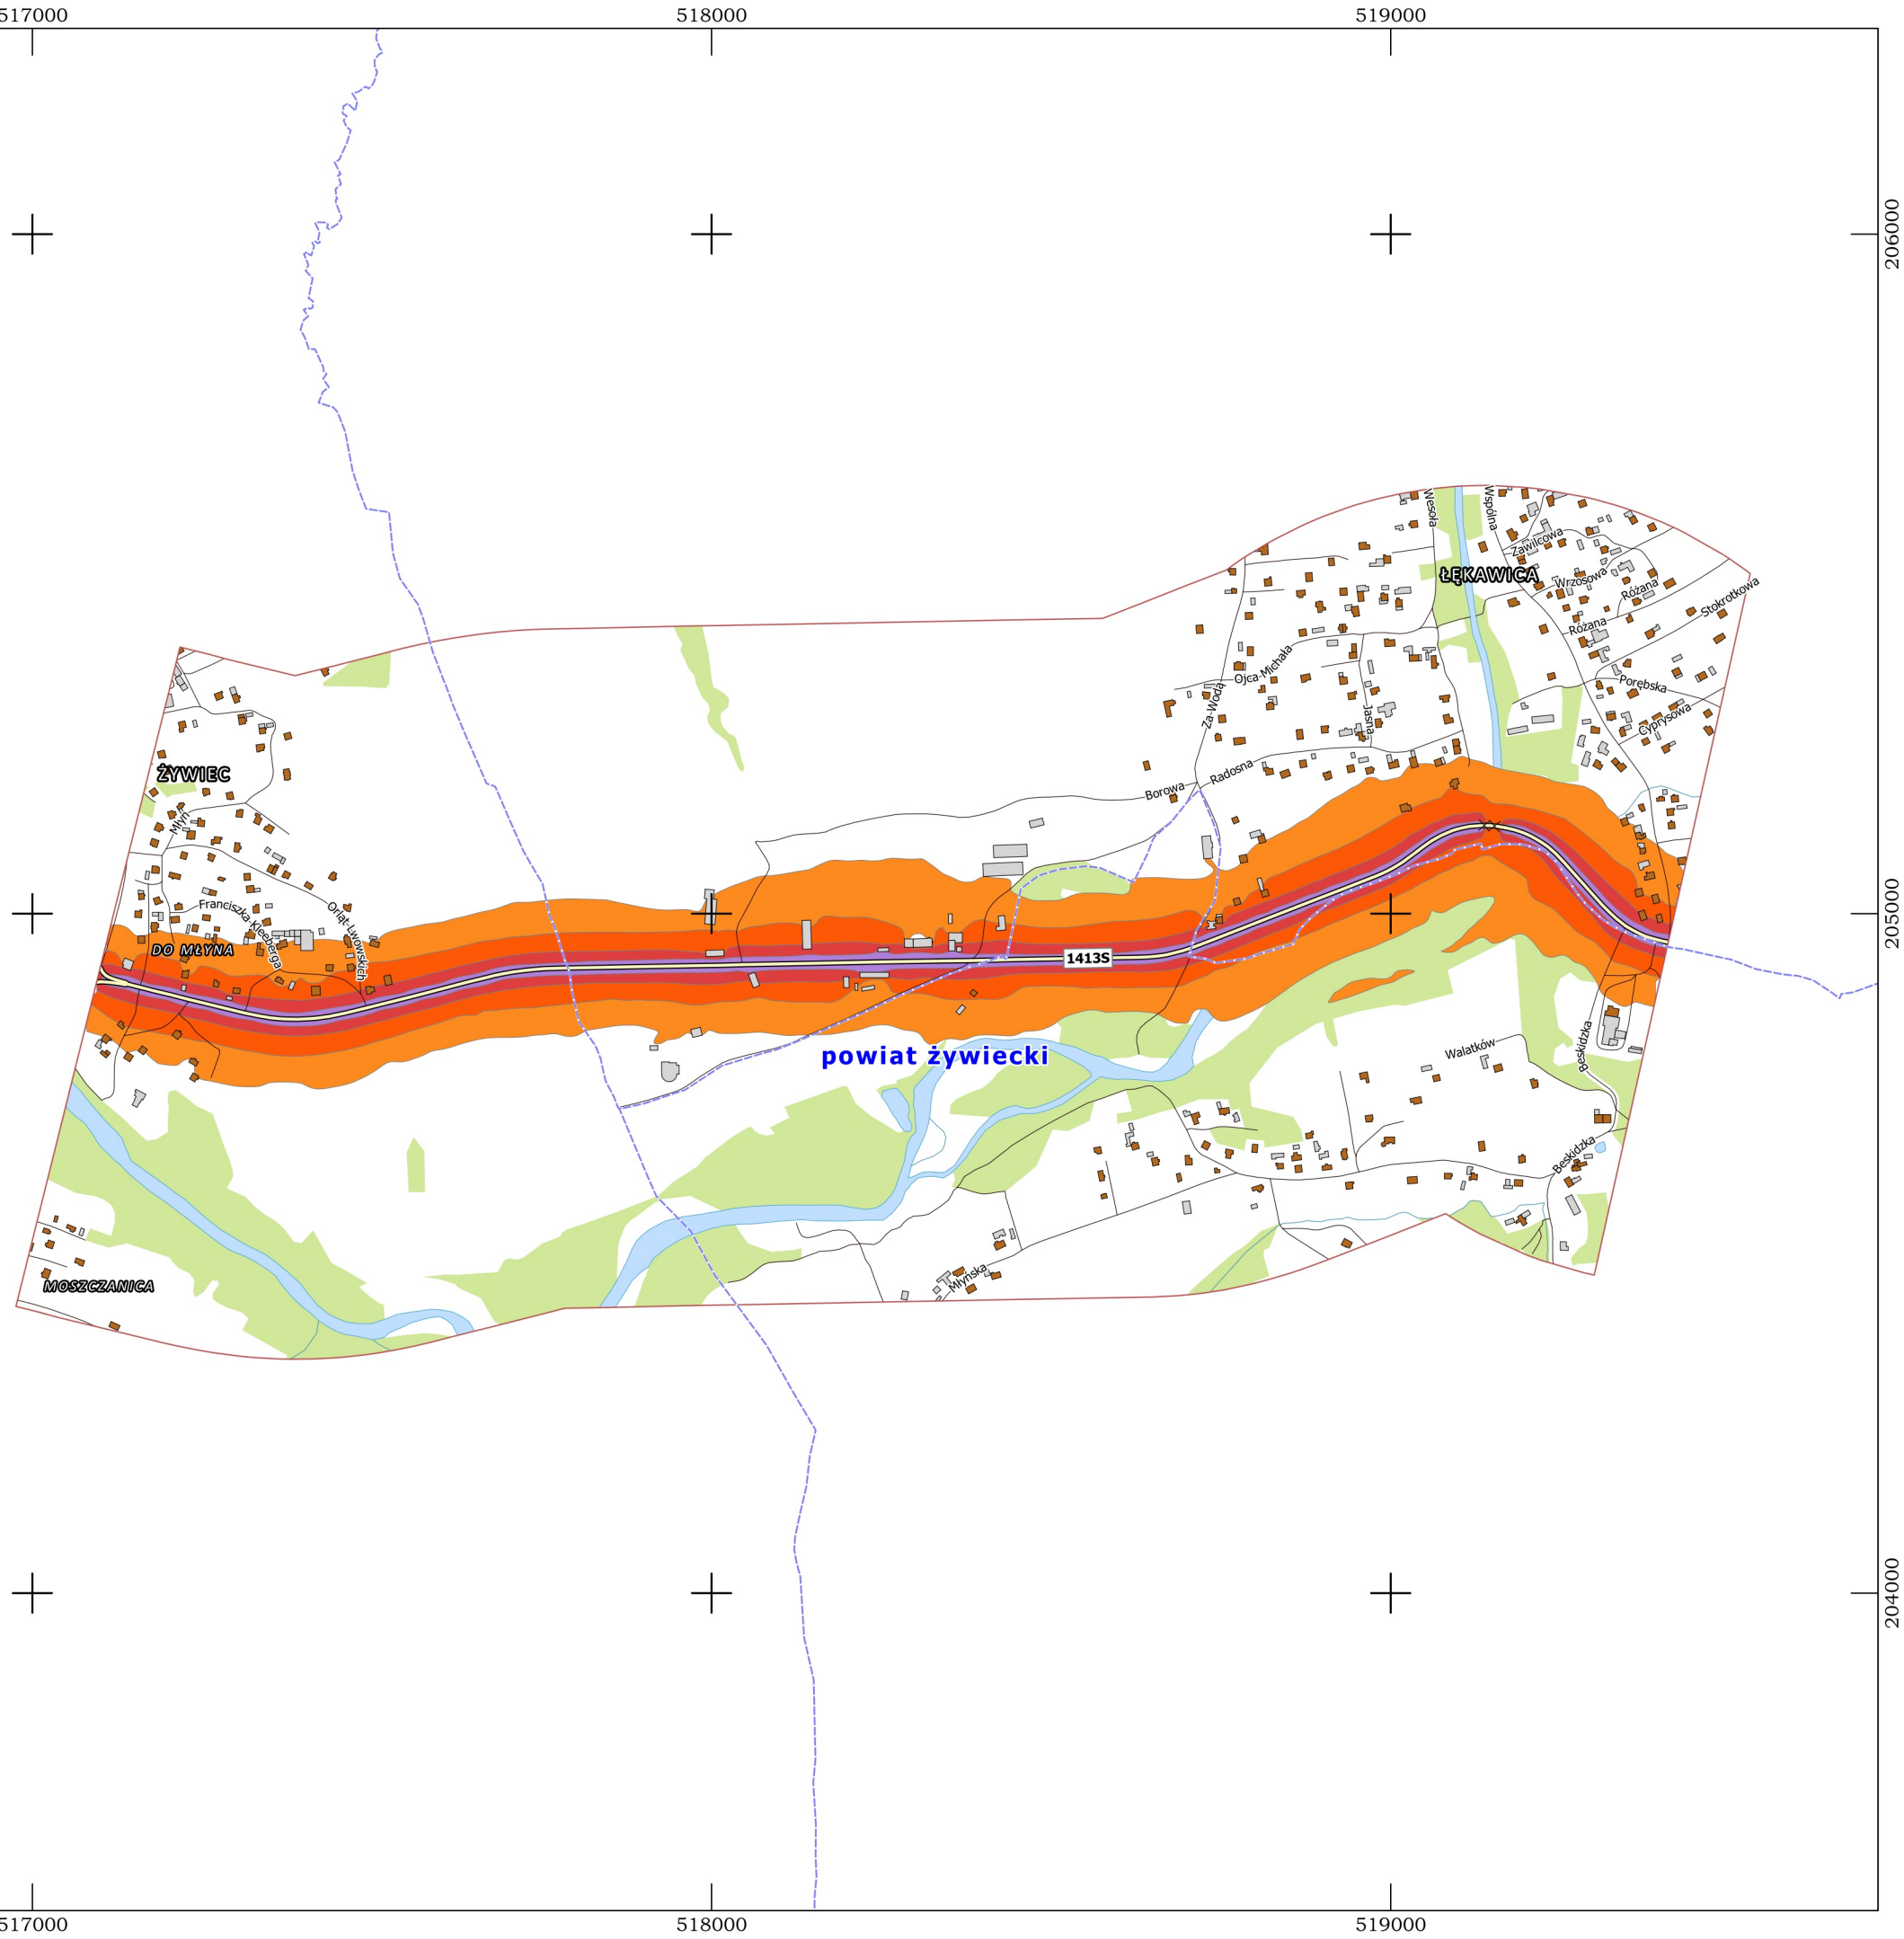 517000
518000
519000
206000
Wesoła
Wspólna
Zawilcowa
ŁĘKAWICA
Wrzosowa
Różana
Stokrotkowa
Różana
Ojca-Michała
Porębska
Za-Wodą
Jasna
Cyprysowa
ŻYWIEC
Radosna
Borowa
Młyn
Franciszka-Kleeberga
Orląt-Lwowskich
205000
DO MŁYNA
1413S
powiat żywiecki
Walatków
Beskidzka
Beskidzka
Młyńska
MOSZCZANICA
204000
517000
518000
519000